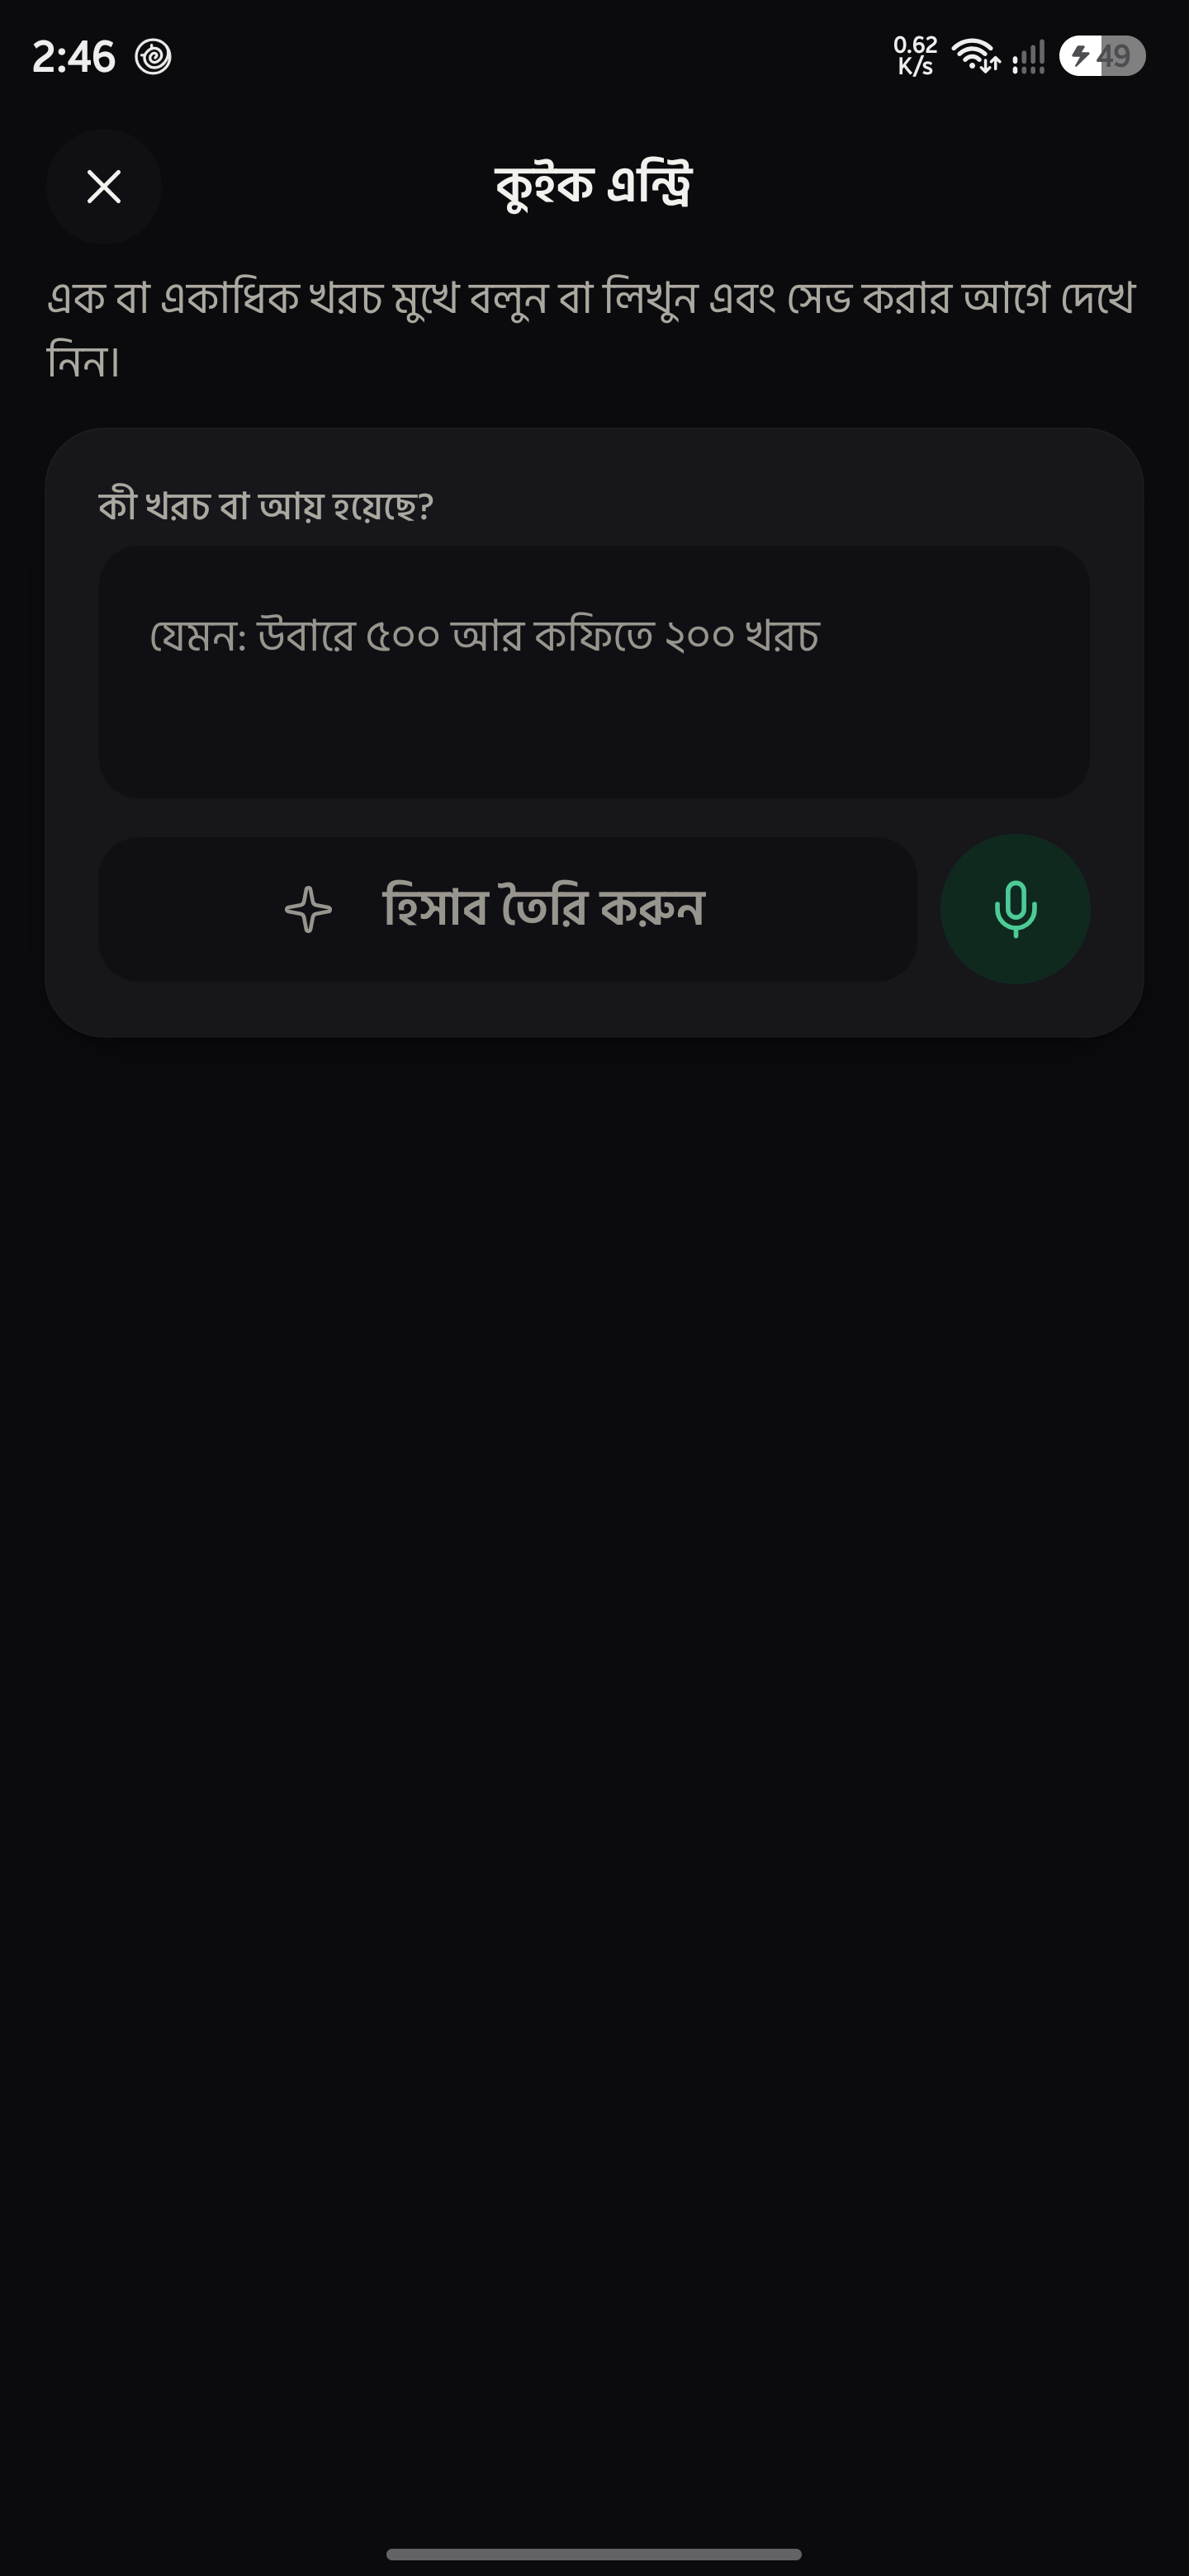 2:46
0.62
K/s
49
কুইক এন্ট্রি
এক বা একাধিক খরচ মুখে বলুন বা লিখুন এবং সেভ করার আগে দেখে
নিন।
কী খরচ বা আয় হয়েছে?
যেমন: উবারে ৫০০ আর কফিতে ২০০ খরচ
হিসাব তৈরি করুন